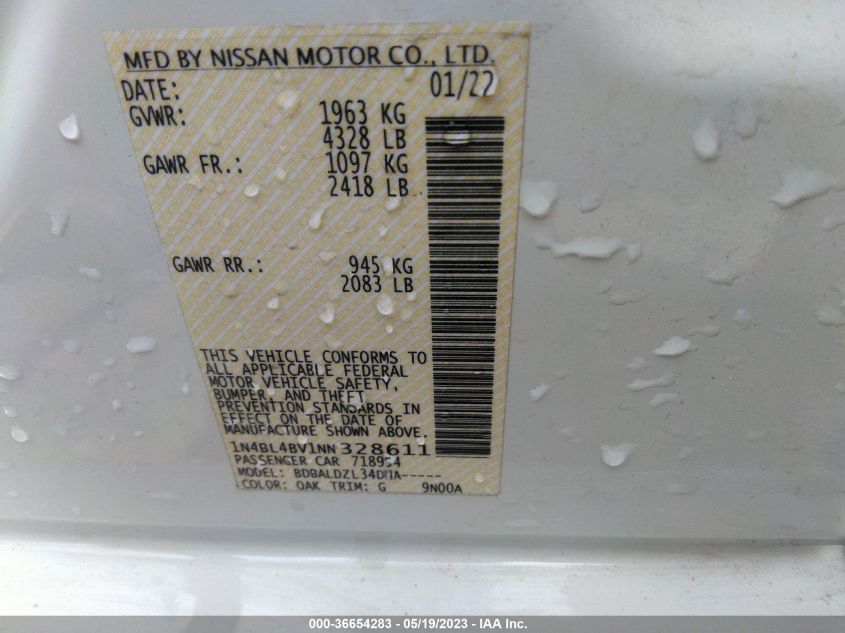 MFD BY NISSAN MOTOR CO., LTD.
DATE: 01/22
GVWR: 1963 KG
4328 LB
GAWR FR.: 1097 KG
2418 LB
GAWR RR.: 945 KG
2083 LB
THIS VEHICLE CONFORMS TO
ALL APPLICABLE FEDERAL
MOTOR VEHICLE SAFETY,
BUMPER, AND THEFT
PREVENTION STANDARDS IN
EFFECT ON THE DATE OF
MANUFACTURE SHOWN ABOVE.
1N4BL4BV1NN328611
PASSENGER CAR 718954
MODEL:
COLOR: OAK TRIM: G 9N00A
000-36654283 - 05/19/2023 - IAA Inc.